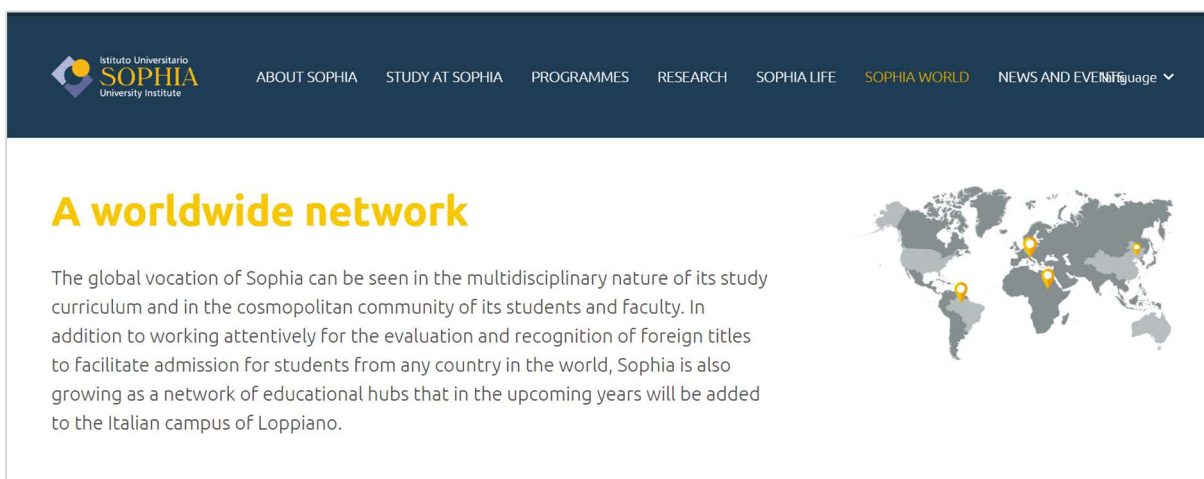 Istituto Universitario
SOPHIA
University Institute
ABOUT SOPHIA STUDY AT SOPHIA PROGRAMMES RESEARCH SOPHIA LIFE SOPHIA WORLD NEWS AND EVENTS language
A worldwide network
The global vocation of Sophia can be seen in the multidisciplinary nature of its study
curriculum and in the cosmopolitan community of its students and faculty. In
addition to working attentively for the evaluation and recognition of foreign titles
to facilitate admission for students from any country in the world, Sophia is also
growing as a network of educational hubs that in the upcoming years will be added
to the Italian campus of Loppiano.